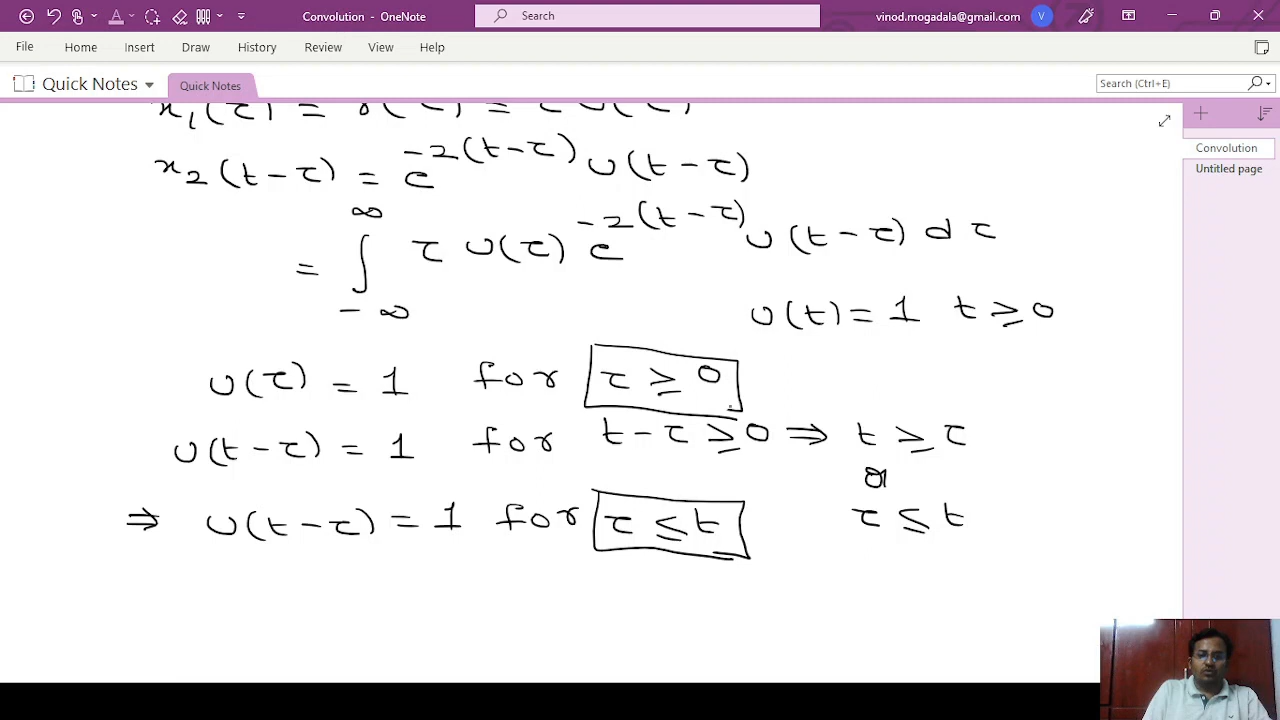 Convolution - OneNote
Search
vinod.mogadala@gmail.com
V
File Home Insert Draw History Review View Help
Quick Notes
Quick Notes
Search (Ctrl+E)
Convolution
Untitled page
x₂(t-τ) = e^{-2(t-τ)} u(t-τ)
= ∫_{-∞}^{∞} τ u(τ) e^{-2(t-τ)} u(t-τ) dτ
u(t) = 1 t ≥ 0
u(τ) = 1 for τ ≥ 0
u(t-τ) = 1 for t-τ ≥ 0 ⇒ t ≥ τ
or
⇒ u(t-τ) = 1 for τ ≤ t τ ≤ t